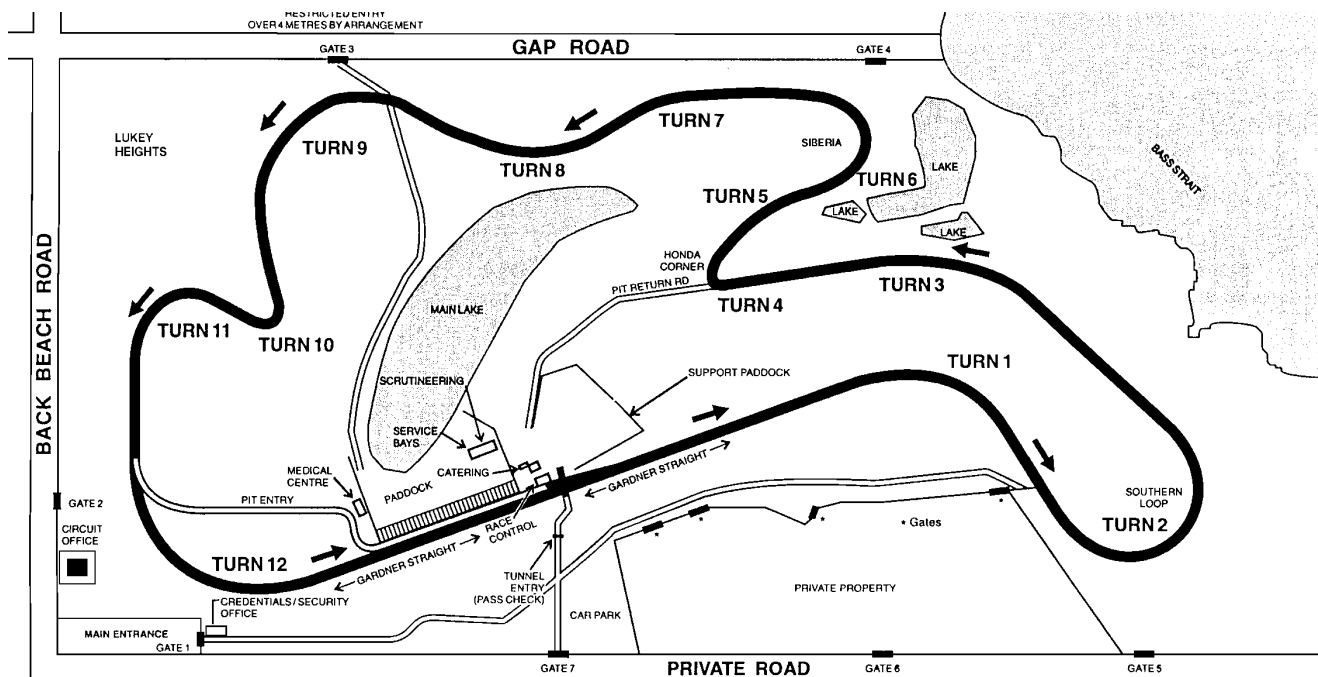 RESTRICTED ENTRY
OVER 4 METRES BY ARRANGEMENT
GATE 3
GAP ROAD
GATE 4
LUKEY
HEIGHTS
TURN 9
TURN 8
TURN 7
SIBERIA
TURN 6
LAKE
BASS STRAIT
TURN 5
LAKE
LAKE
HONDA
CORNER
PIT RETURN RD
TURN 4
TURN 3
BACK BEACH ROAD
TURN 11
TURN 10
MAIN LAKE
TURN 1
SCRUTINEERING
SUPPORT PADDOCK
SERVICE
BAYS
CATERING
MEDICAL
CENTRE
PADDOCK
GARDNER STRAIGHT
PIT ENTRY
GATE 2
CIRCUIT
OFFICE
RACE
CONTROL
SOUTHERN
LOOP
TURN 2
* Gates
*
*
*
*
TURN 12
GARDNER STRAIGHT
TUNNEL
ENTRY
(PASS CHECK)
PRIVATE PROPERTY
CREDENTIALS / SECURITY
OFFICE
CAR PARK
MAIN ENTRANCE
GATE 1
GATE 7
PRIVATE ROAD
GATE 6
GATE 5